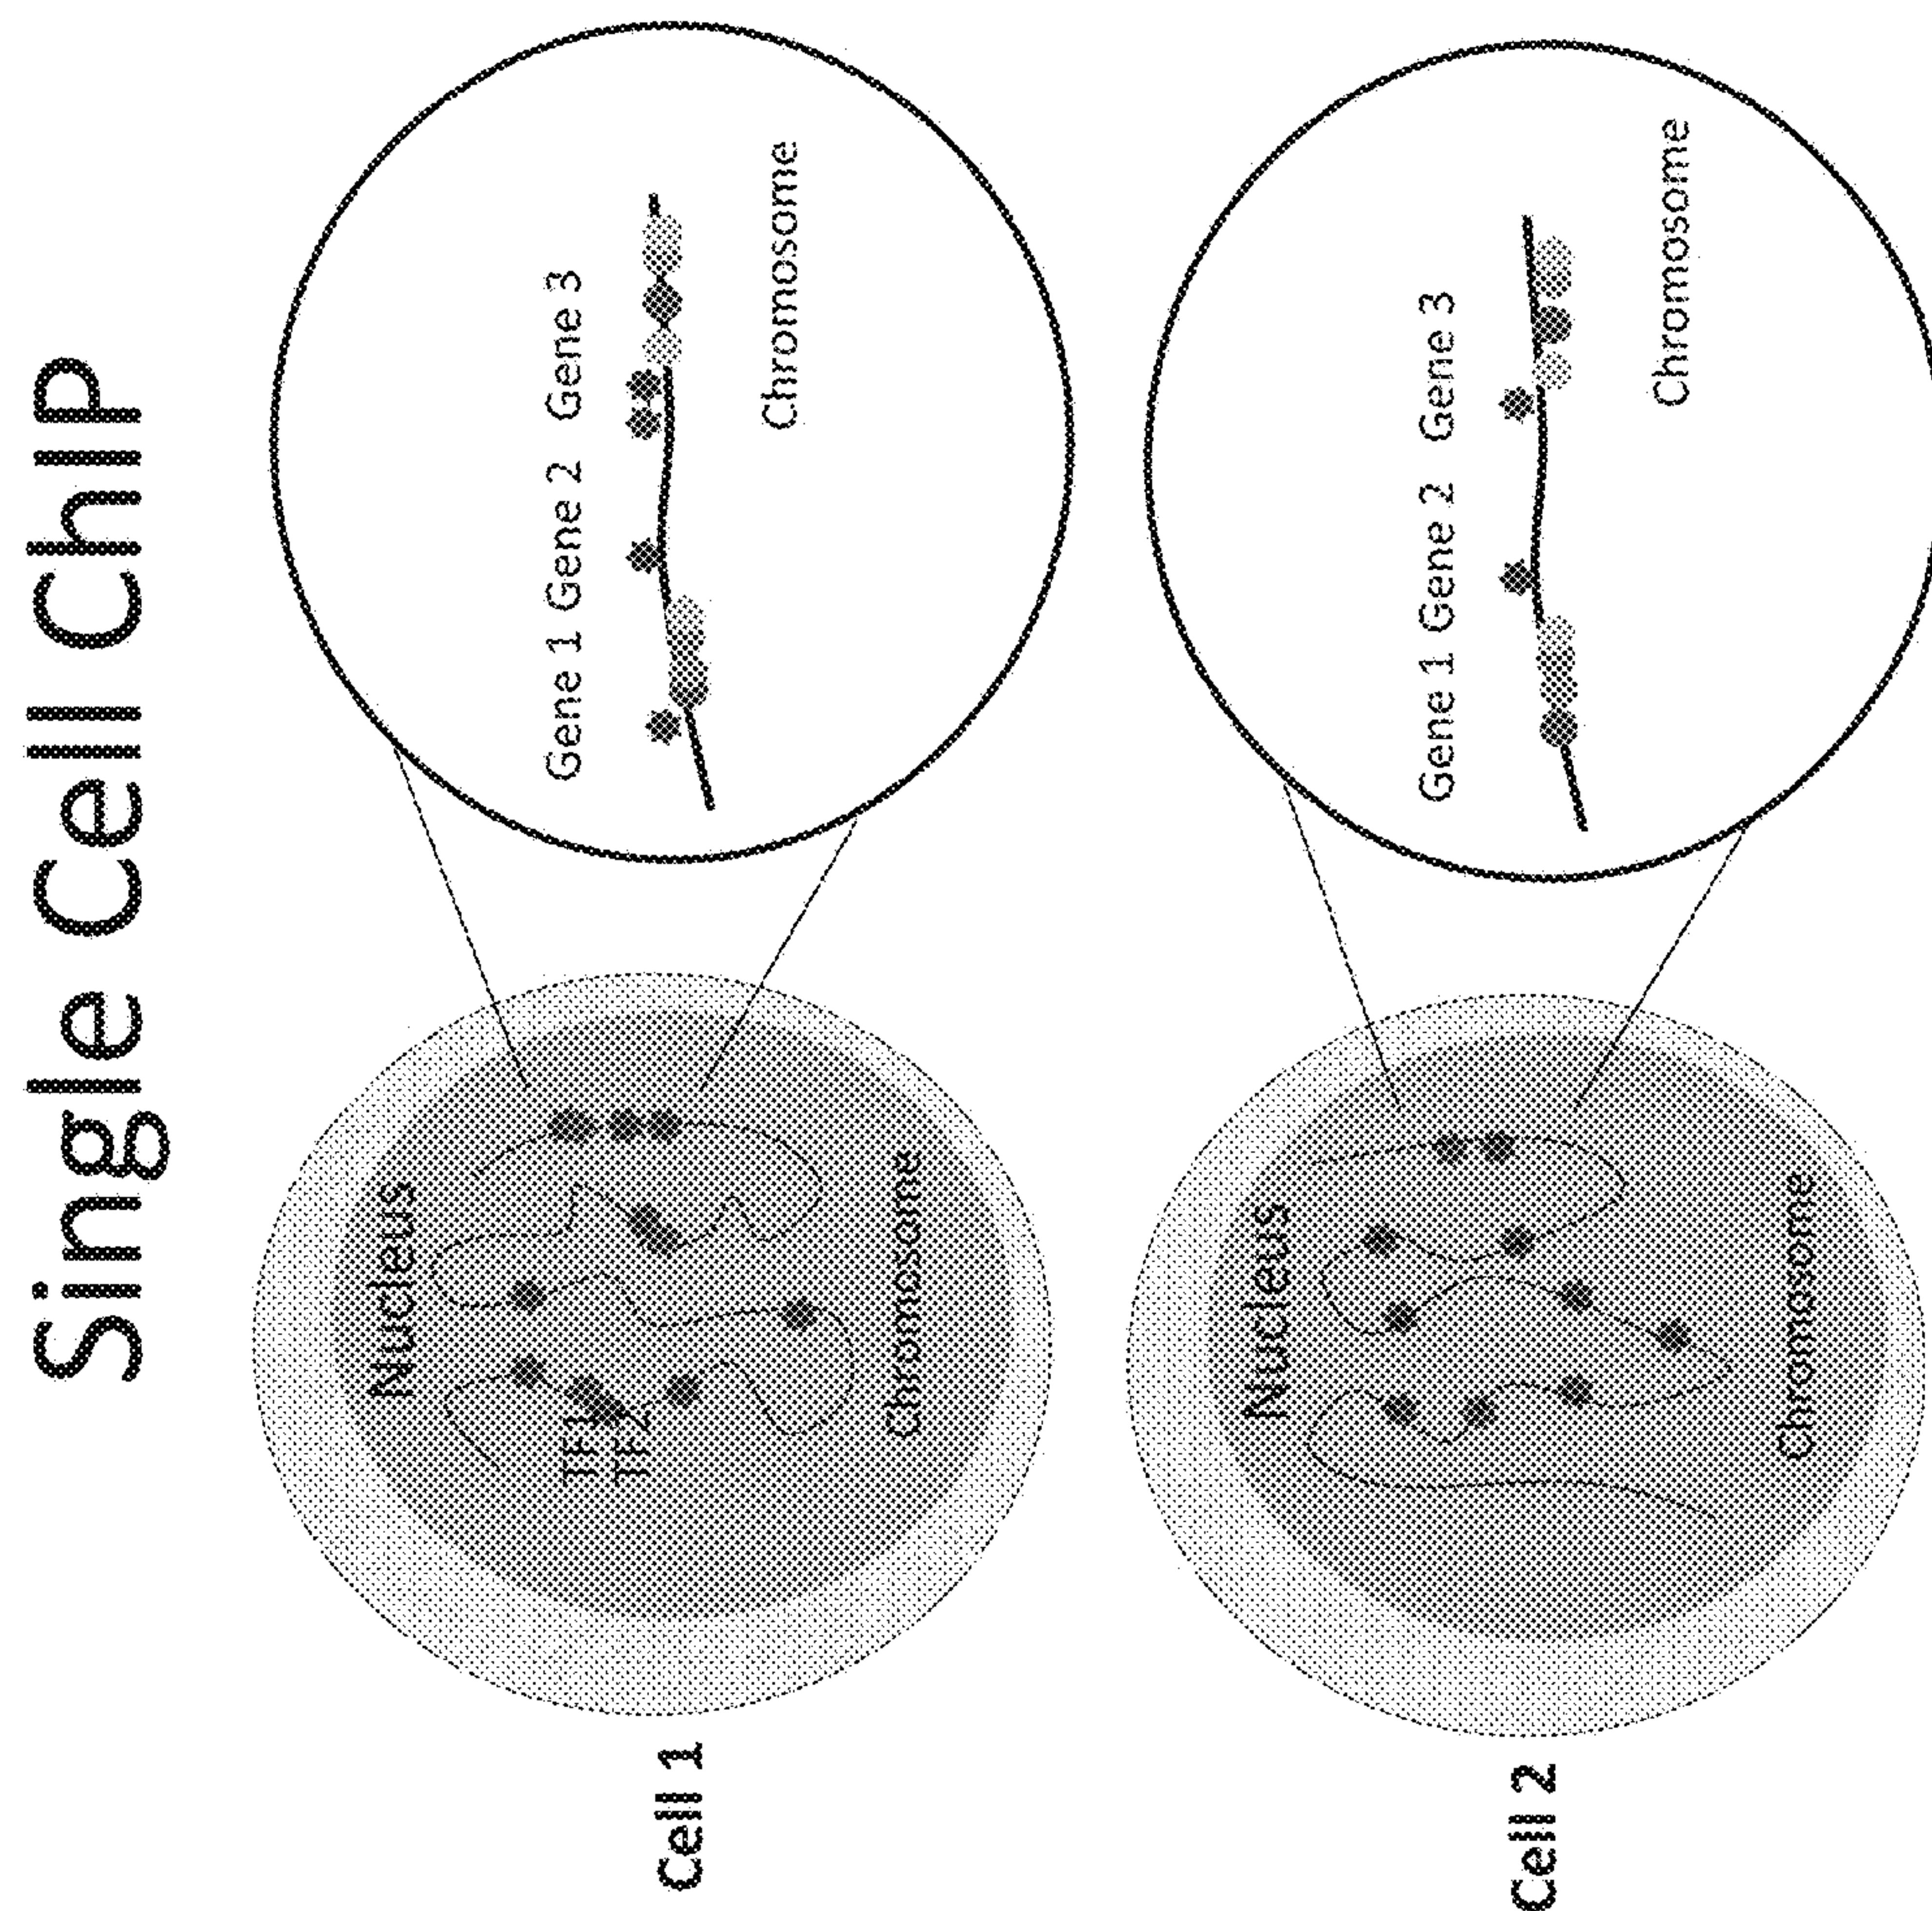 Single Cell ChIP
Cell 1
Nucleus
TF1
TF2
Chromosome
Gene 1 Gene 2 Gene 3
Chromosome
Cell 2
Nucleus
Chromosome
Gene 1 Gene 2 Gene 3
Chromosome